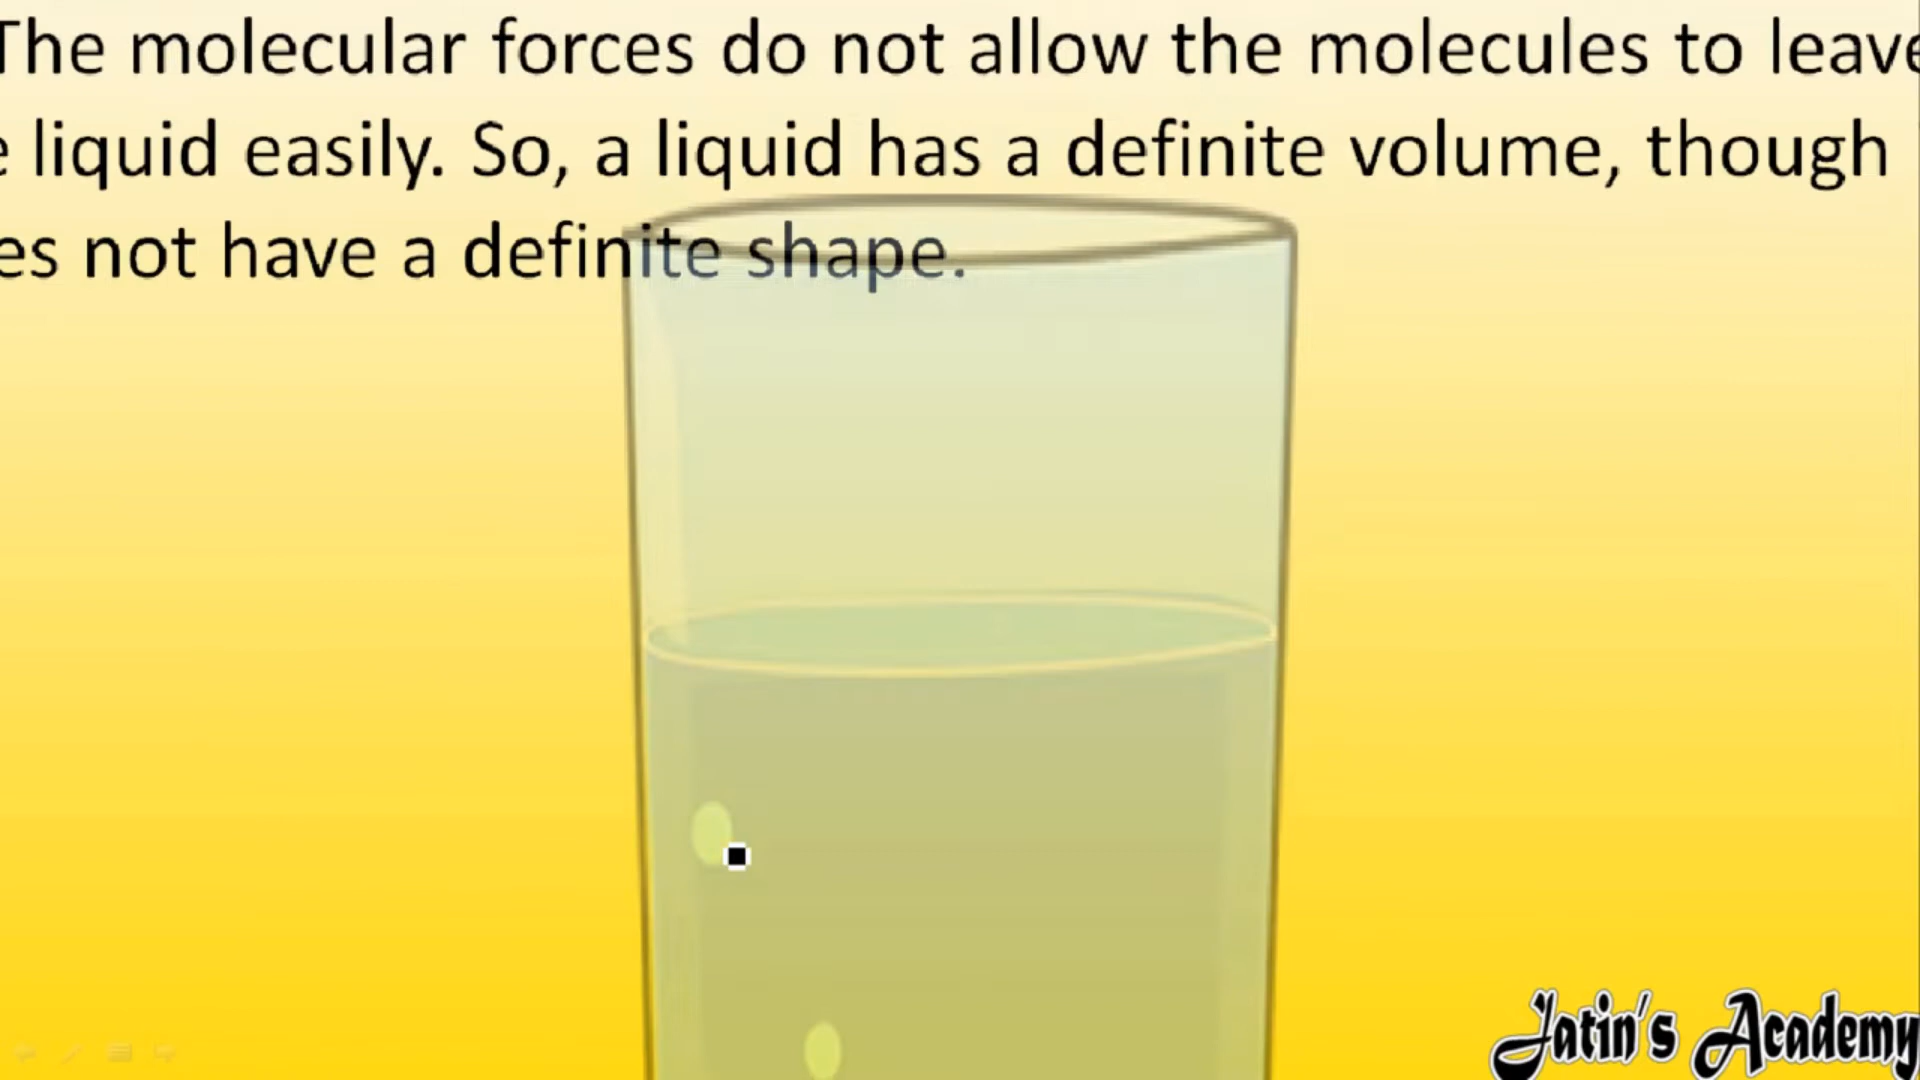 The molecular forces do not allow the molecules to leave
liquid easily. So, a liquid has a definite volume, though
es not have a definite shape.
Jatin's Academy